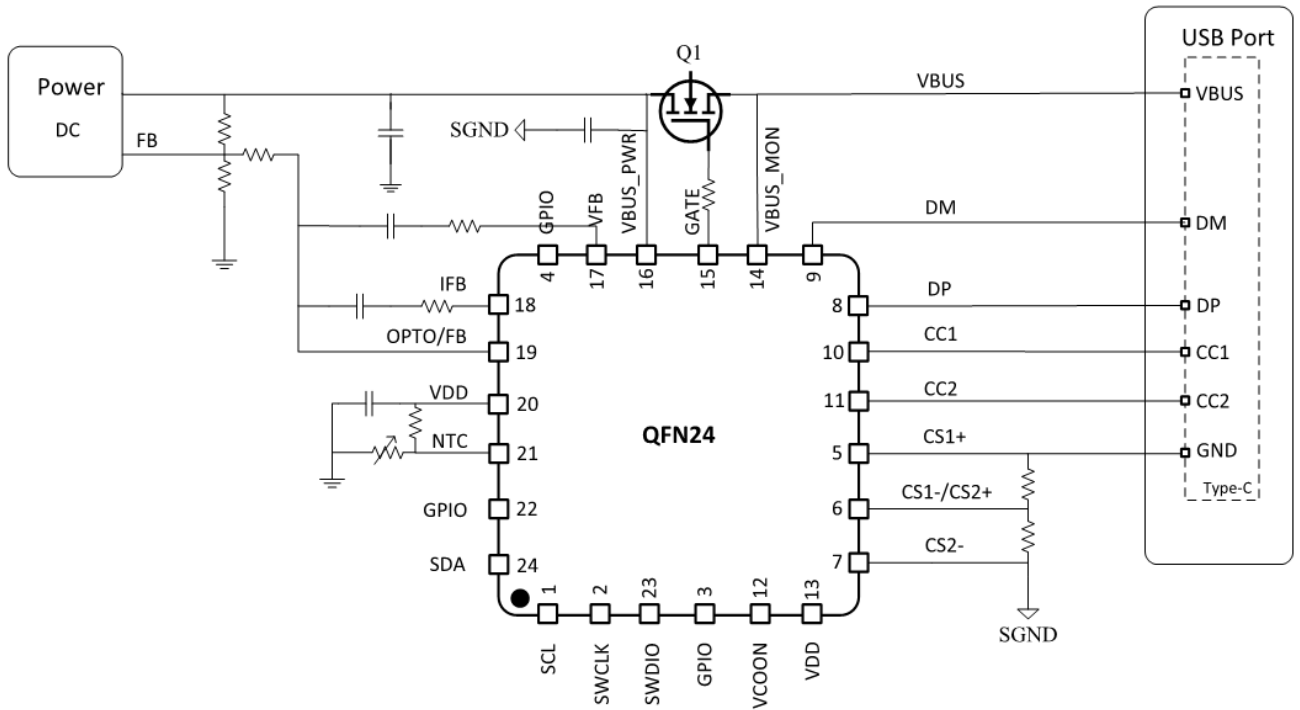 USB Port
Q1
Power
DC
VBUS
VBUS
FB
SGND
GPIO
VFB
VBUS_PWR
GATE
VBUS_MON
DM
DM
4
17
16
15
14
9
IFB
18
8
DP
DP
OPTO/FB
19
10
CC1
CC1
VDD
20
11
CC2
CC2
QFN24
NTC
21
5
CS1+
GND
Type-C
GPIO
22
6
CS1-/CS2+
SDA
24
7
CS2-
1
2
23
3
12
13
SGND
SCL
SWCLK
SWDIO
GPIO
VCOON
VDD